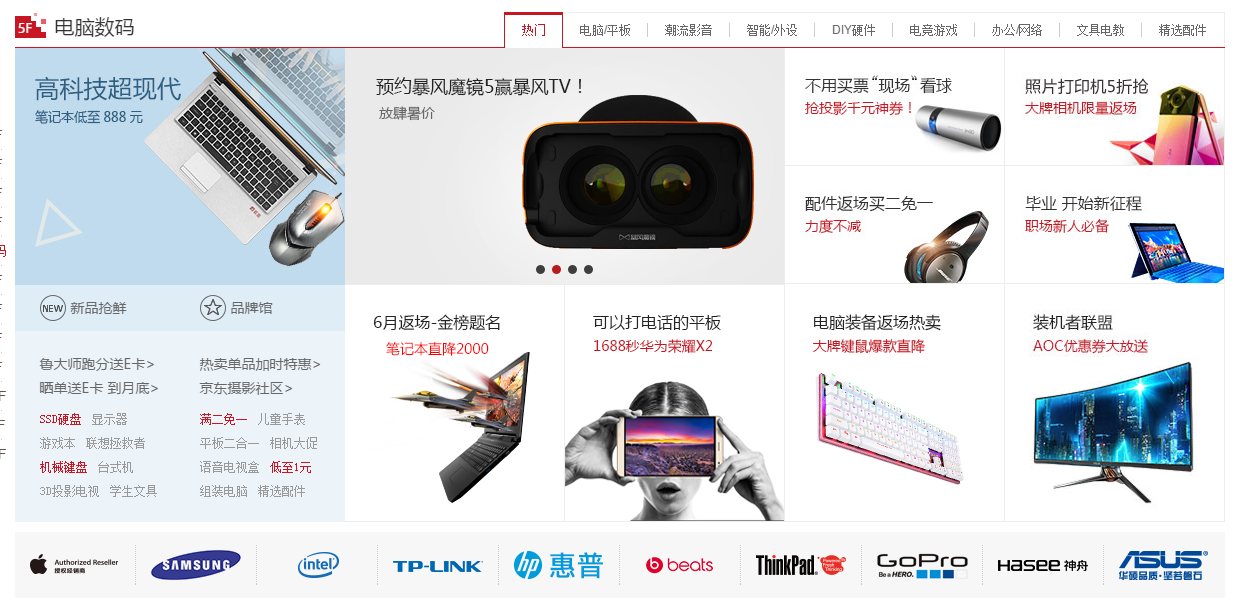 5F 电脑数码
热门 电脑/平板 潮流影音 智能/外设 DIY硬件 电竞游戏 办公/网络 文具电教 精选配件
高科技超现代
笔记本低至 888 元
NEW 新品抢鲜 品牌馆
鲁大师跑分送E卡> 热卖单品加时特惠>
晒单送E卡 到月底> 京东摄影社区>
SSD硬盘 显示器 满二免一 儿童手表
游戏本 联想拯救者 平板二合一 相机大促
机械键盘 台式机 语音电视盒 低至1元
3D投影电视 学生文具 组装电脑 精选配件
预约暴风魔镜5赢暴风TV！
放肆暑价
暴风魔镜
不用买票“现场”看球
抢投影千元神券！
照片打印机5折抢
大牌相机限量返场
配件返场买二免一
力度不减
毕业 开始新征程
职场新人必备
6月返场-金榜题名
笔记本直降2000
可以打电话的平板
1688秒华为荣耀X2
电脑装备返场热卖
大牌键鼠爆款直降
装机者联盟
AOC优惠券大放送
Authorized Reseller
授权经销商
SAMSUNG
intel
TP-LINK
hp 惠普
beats
ThinkPad
GoPro
Be a HERO.
Hasee 神舟
ASUS
华硕品质·坚若磐石